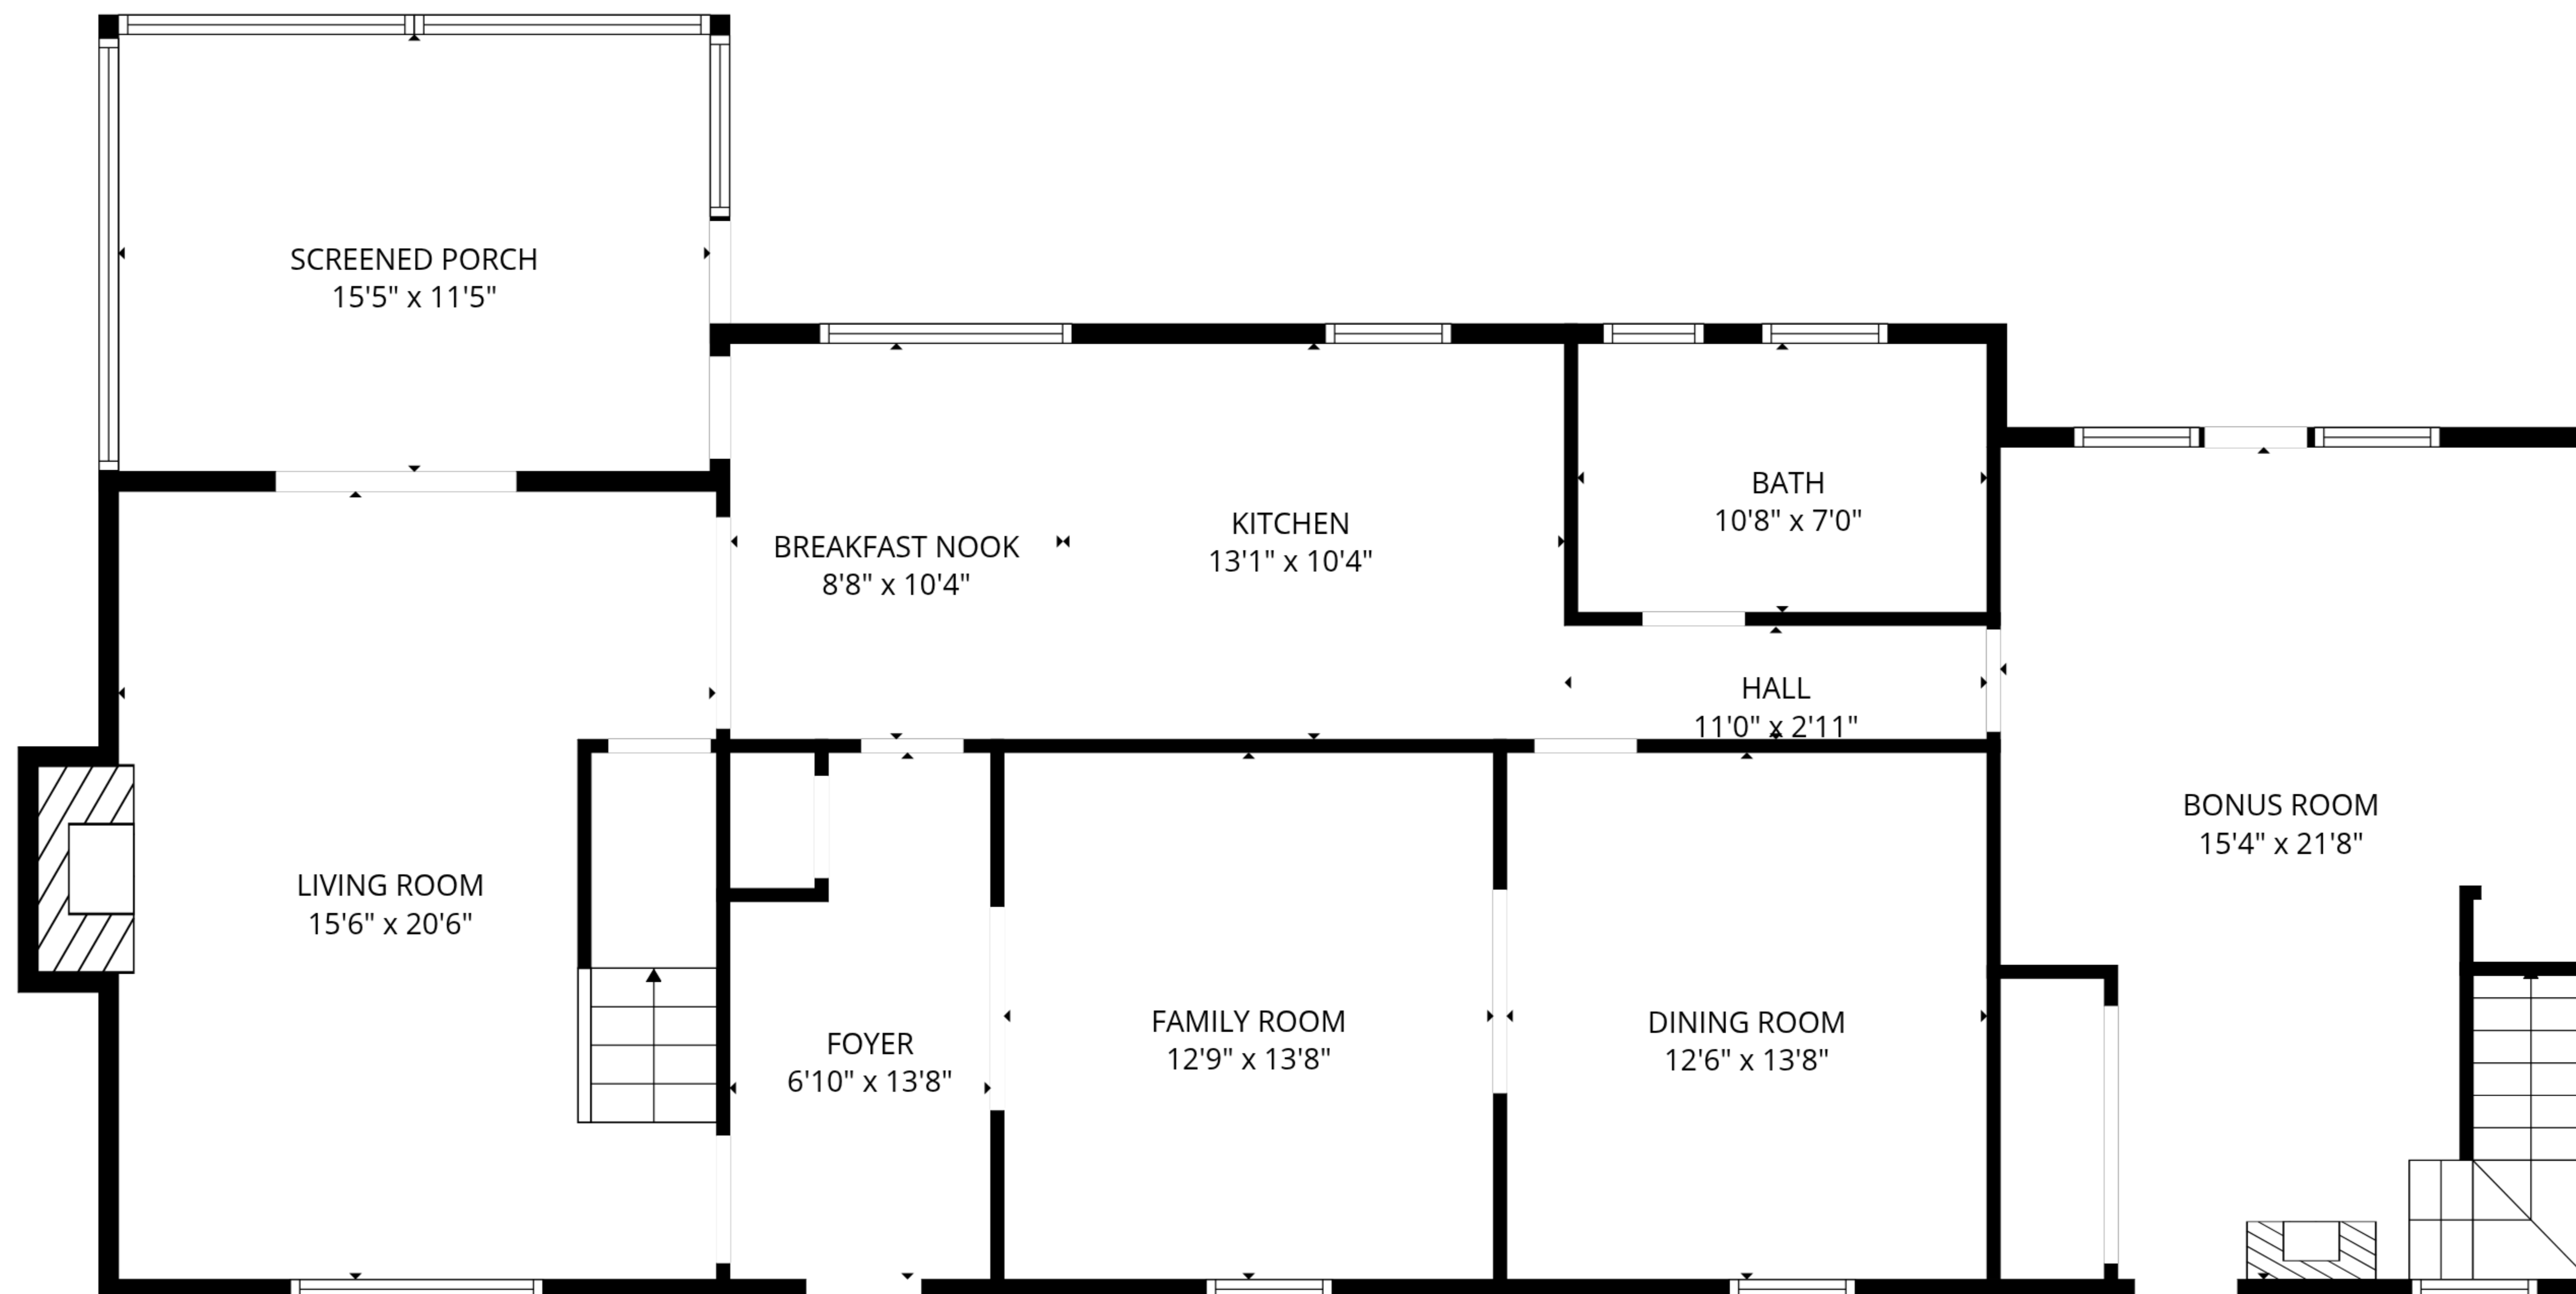 SCREENED PORCH
15'5" x 11'5"
BREAKFAST NOOK
8'8" x 10'4"
KITCHEN
13'1" x 10'4"
BATH
10'8" x 7'0"
HALL
11'0" x 2'11"
BONUS ROOM
15'4" x 21'8"
LIVING ROOM
15'6" x 20'6"
FOYER
6'10" x 13'8"
FAMILY ROOM
12'9" x 13'8"
DINING ROOM
12'6" x 13'8"